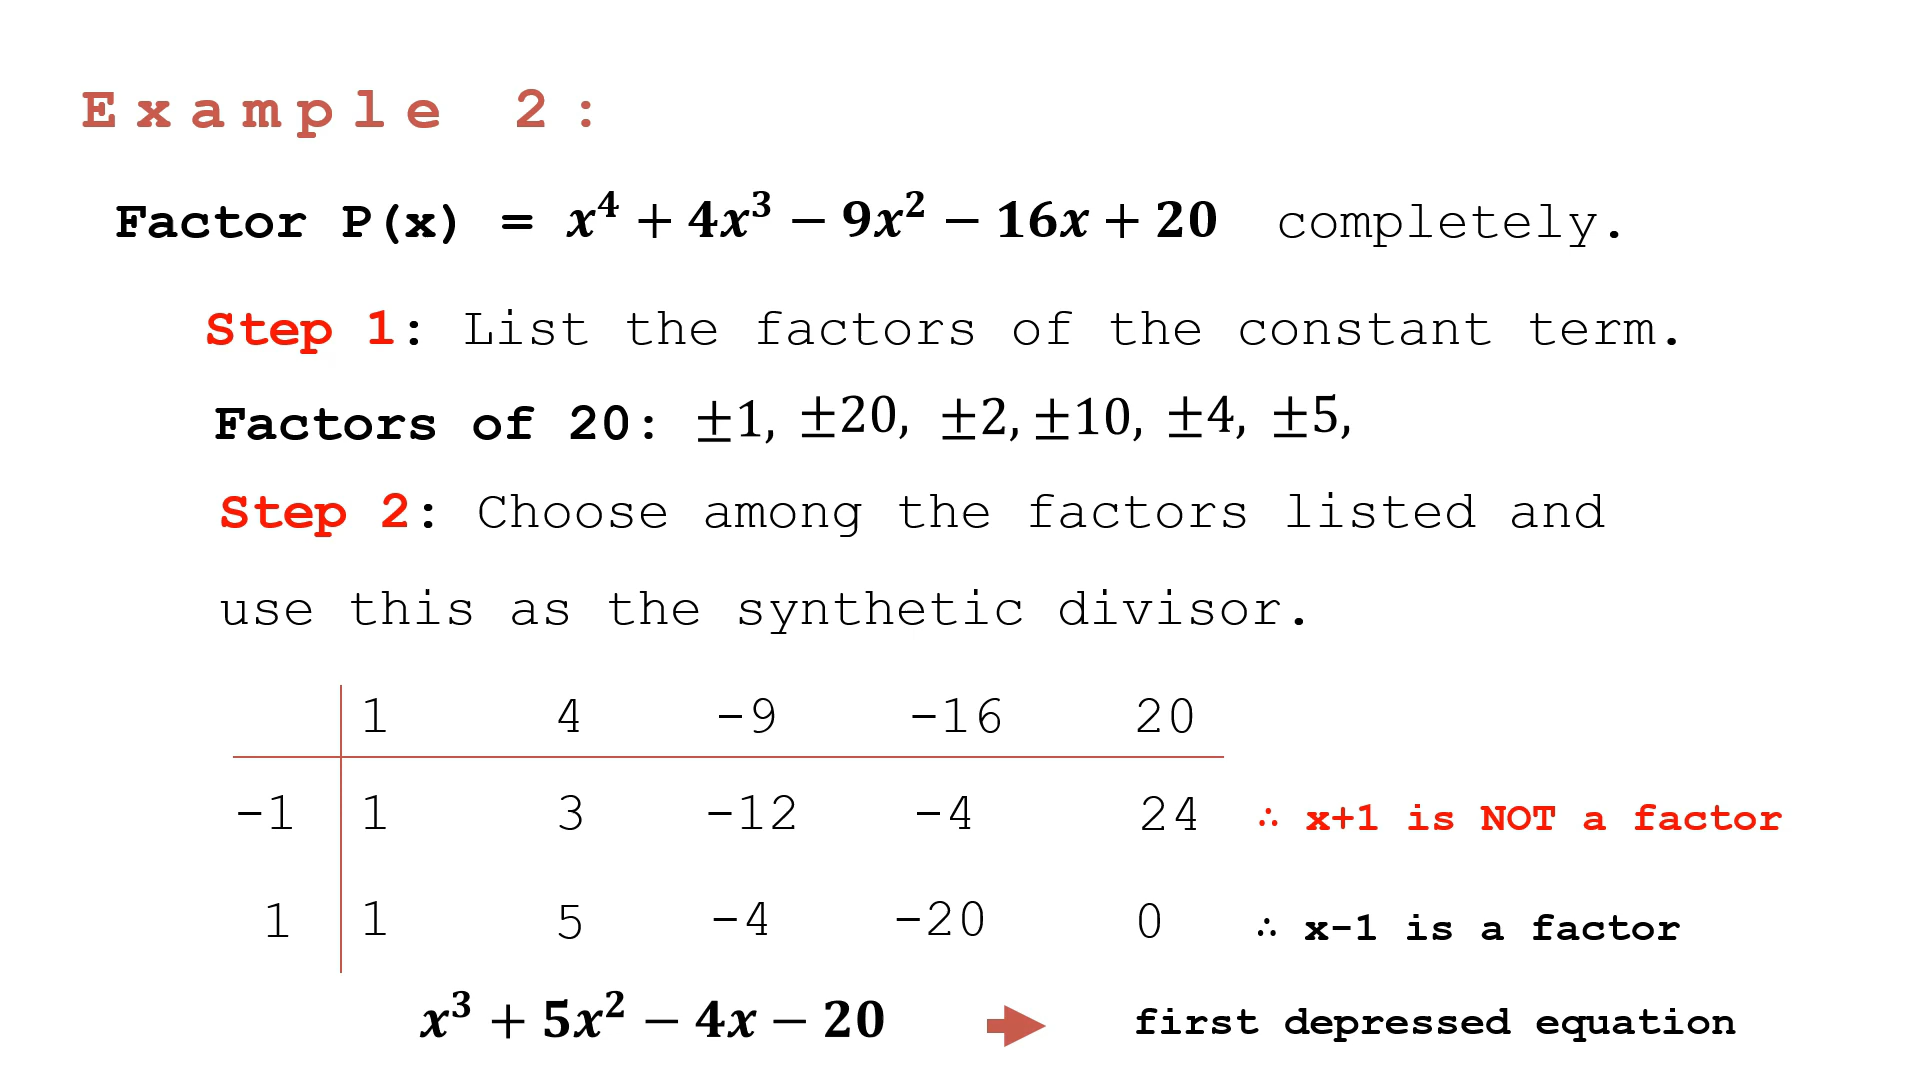 Example 2:
Factor P(x) = x⁴ + 4x³ − 9x² − 16x + 20 completely.
Step 1: List the factors of the constant term.
Factors of 20: ±1, ±20, ±2, ±10, ±4, ±5,
Step 2: Choose among the factors listed and
use this as the synthetic divisor.
1 4 -9 -16 20
-1 1 3 -12 -4 24 ∴ x+1 is NOT a factor
1 1 5 -4 -20 0 ∴ x-1 is a factor
x³ + 5x² − 4x − 20 first depressed equation